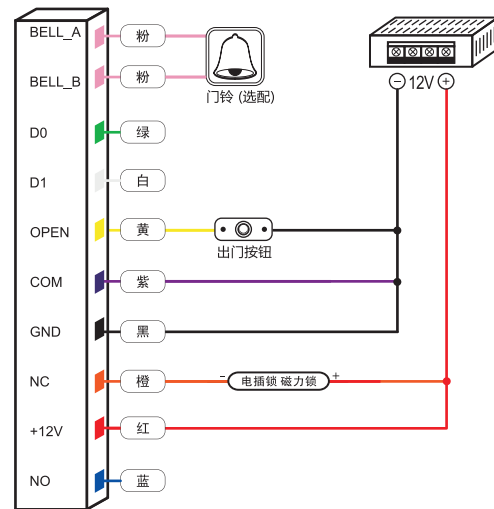 BELL_A 粉
BELL_B 粉
门铃 (选配)
12V
D0 绿
D1 白
OPEN 黄
出门按钮
COM 紫
GND 黑
NC 橙 - 电插锁 磁力锁 +
+12V 红
NO 蓝